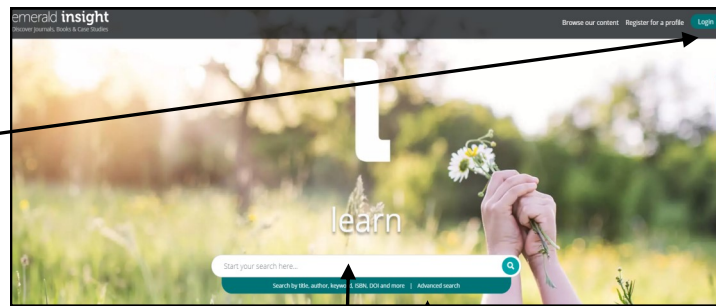 emerald insight
Discover Journals, Books & Case Studies
Browse our content Register for a profile Login
l
learn
Start your search here...
Search by title, author, keyword, ISBN, DOI and more | Advanced search